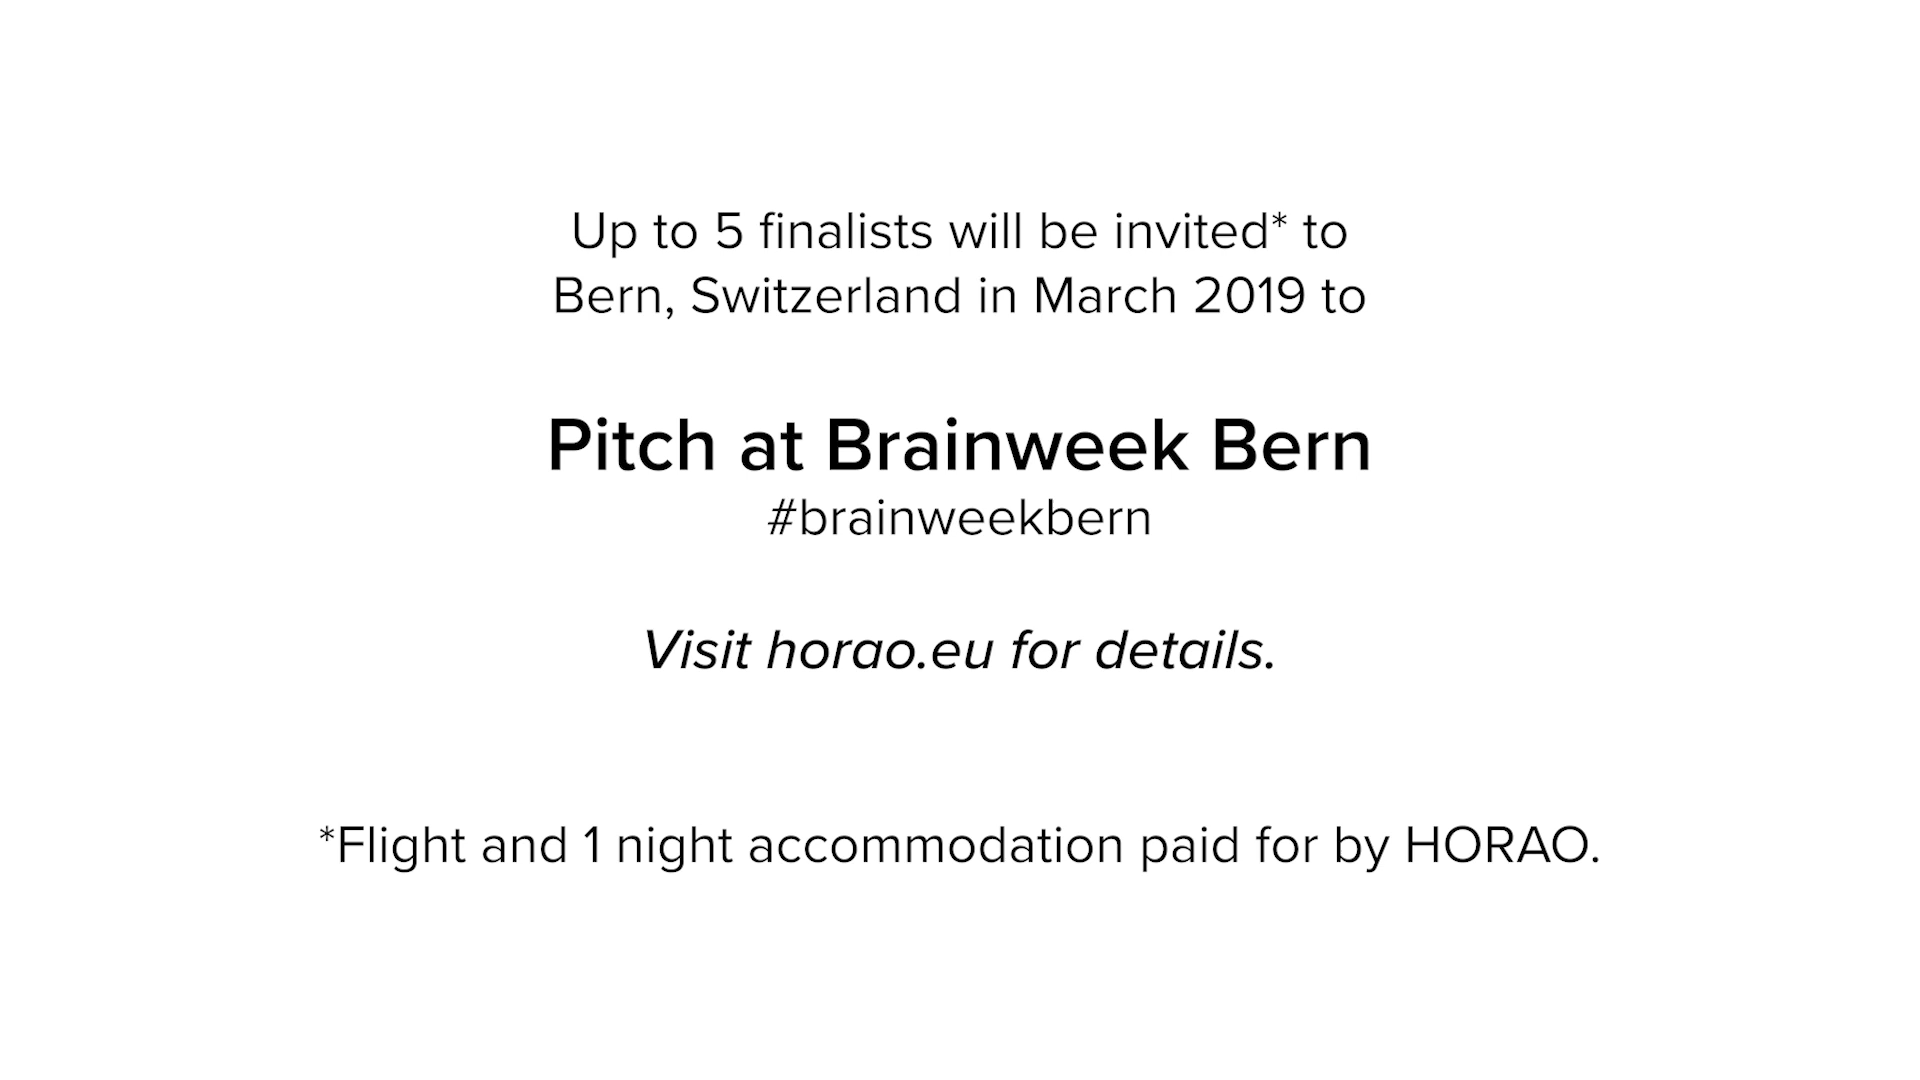 Up to 5 finalists will be invited* to
Bern, Switzerland in March 2019 to
Pitch at Brainweek Bern
#brainweekbern
Visit horao.eu for details.
*Flight and 1 night accommodation paid for by HORAO.